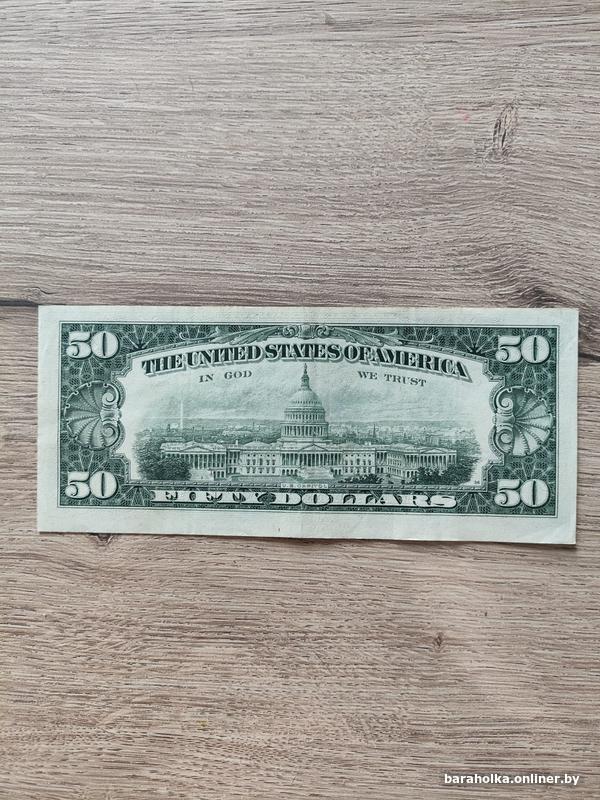 50 50
THE UNITED STATES OF AMERICA
IN GOD WE TRUST
50 50
FIFTY DOLLARS
baraholka.onliner.by